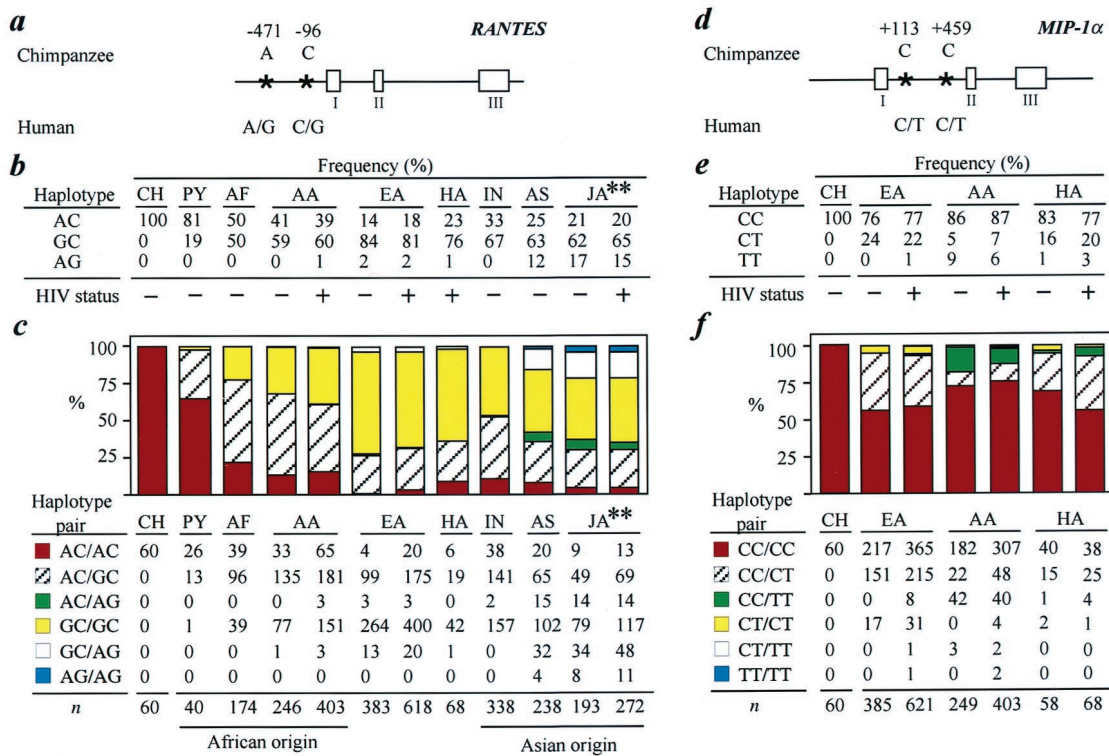 a
-471 -96 RANTES
Chimpanzee A C
* *
I II III
Human A/G C/G
b Frequency (%)
Haplotype CH PY AF AA EA HA IN AS JA**
AC 100 81 50 41 39 14 18 23 33 25 21 20
GC 0 19 50 59 60 84 81 76 67 63 62 65
AG 0 0 0 0 1 2 2 1 0 12 17 15
HIV status − − − − + − + + − − − +
c
100
75
%
50
25
Haplotype pair CH PY AF AA EA HA IN AS JA**
AC/AC 60 26 39 33 65 4 20 6 38 20 9 13
AC/GC 0 13 96 135 181 99 175 19 141 65 49 69
AC/AG 0 0 0 0 3 3 3 0 2 15 14 14
GC/GC 0 1 39 77 151 264 400 42 157 102 79 117
GC/AG 0 0 0 1 3 13 20 1 0 32 34 48
AG/AG 0 0 0 0 0 0 0 0 0 4 8 11
n 60 40 174 246 403 383 618 68 338 238 193 272
African origin Asian origin
d
+113 +459 MIP-1α
Chimpanzee C C
* *
I II III
Human C/T C/T
e Frequency (%)
Haplotype CH EA AA HA
CC 100 76 77 86 87 83 77
CT 0 24 22 5 7 16 20
TT 0 0 1 9 6 1 3
HIV status − − + − + − +
f
100
75
%
50
25
Haplotype pair CH EA AA HA
CC/CC 60 217 365 182 307 40 38
CC/CT 0 151 215 22 48 15 25
CC/TT 0 0 8 42 40 1 4
CT/CT 0 17 31 0 4 2 1
CT/TT 0 0 1 3 2 0 0
TT/TT 0 0 1 0 2 0 0
n 60 385 621 249 403 58 68